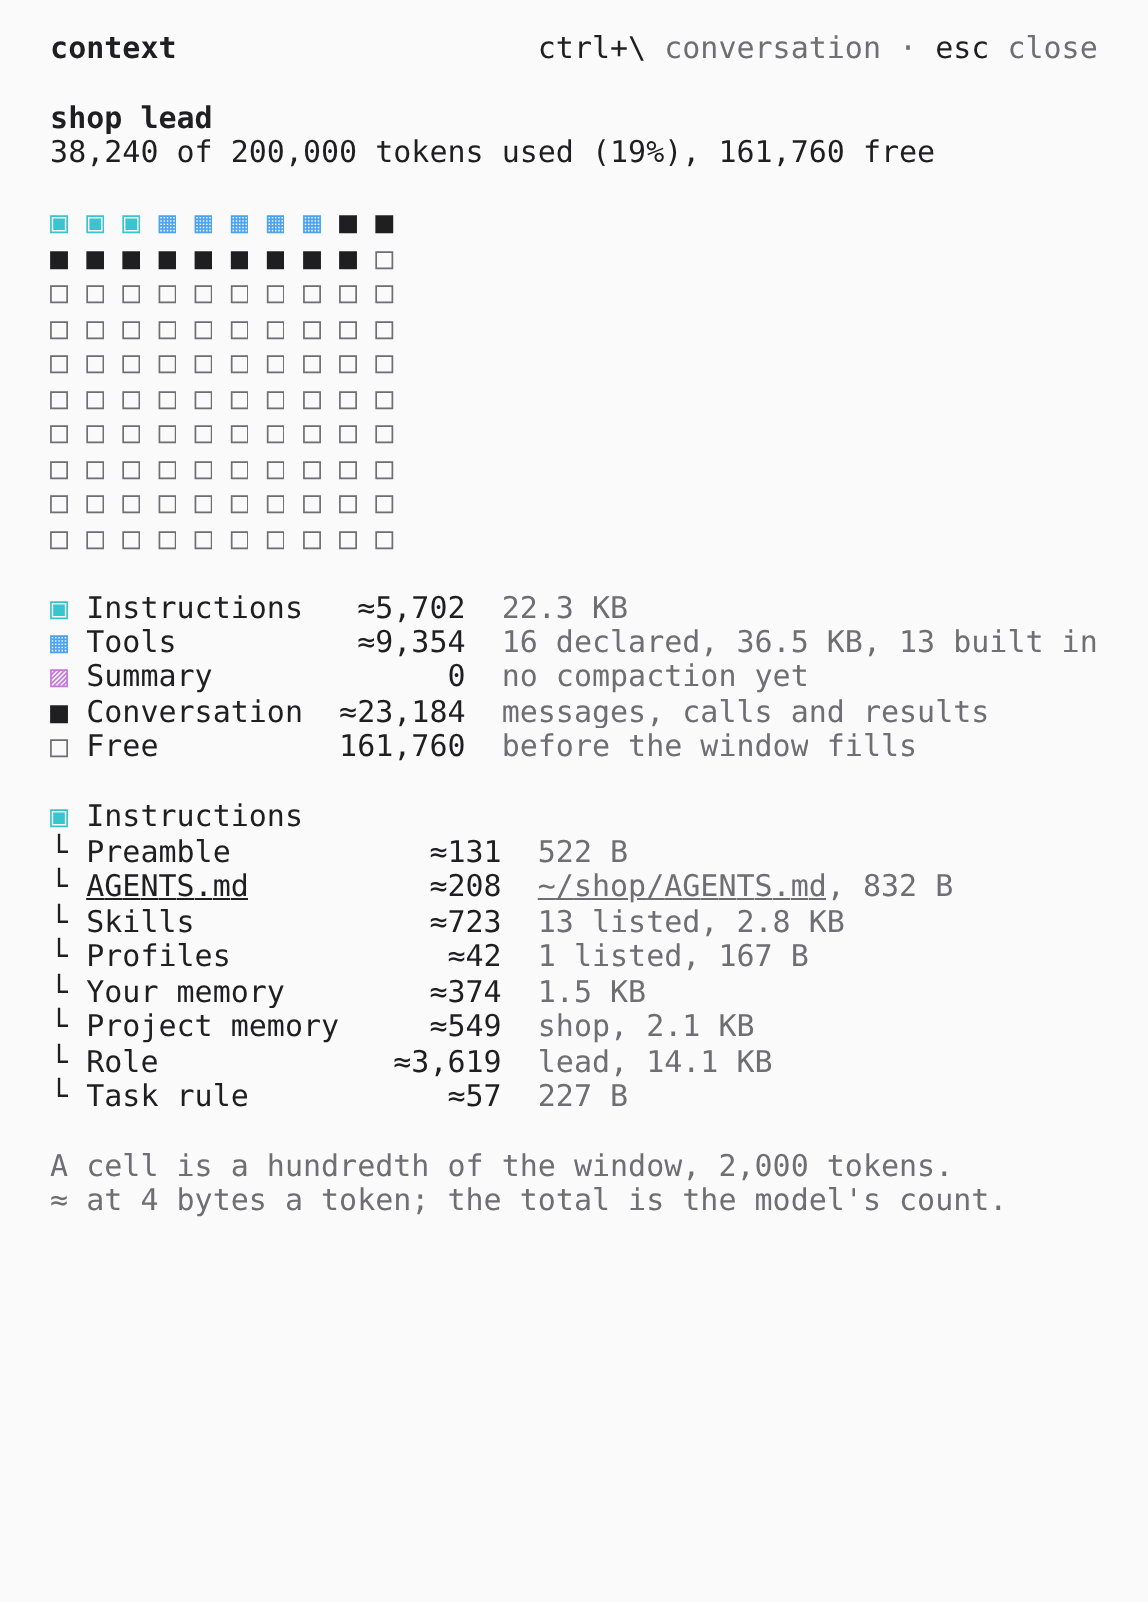 context ctrl+\ conversation · esc close
shop lead
38,240 of 200,000 tokens used (19%), 161,760 free
▣ ▣ ▣ ▦ ▦ ▦ ▦ ▦ ■ ■
■ ■ ■ ■ ■ ■ ■ ■ ■ □
□ □ □ □ □ □ □ □ □ □
□ □ □ □ □ □ □ □ □ □
□ □ □ □ □ □ □ □ □ □
□ □ □ □ □ □ □ □ □ □
□ □ □ □ □ □ □ □ □ □
□ □ □ □ □ □ □ □ □ □
□ □ □ □ □ □ □ □ □ □
□ □ □ □ □ □ □ □ □ □
▣ Instructions ≈5,702 22.3 KB
▦ Tools ≈9,354 16 declared, 36.5 KB, 13 built in
▨ Summary 0 no compaction yet
■ Conversation ≈23,184 messages, calls and results
□ Free 161,760 before the window fills
▣ Instructions
└ Preamble ≈131 522 B
└ AGENTS.md ≈208 ~/shop/AGENTS.md, 832 B
└ Skills ≈723 13 listed, 2.8 KB
└ Profiles ≈42 1 listed, 167 B
└ Your memory ≈374 1.5 KB
└ Project memory ≈549 shop, 2.1 KB
└ Role ≈3,619 lead, 14.1 KB
└ Task rule ≈57 227 B
A cell is a hundredth of the window, 2,000 tokens.
≈ at 4 bytes a token; the total is the model's count.